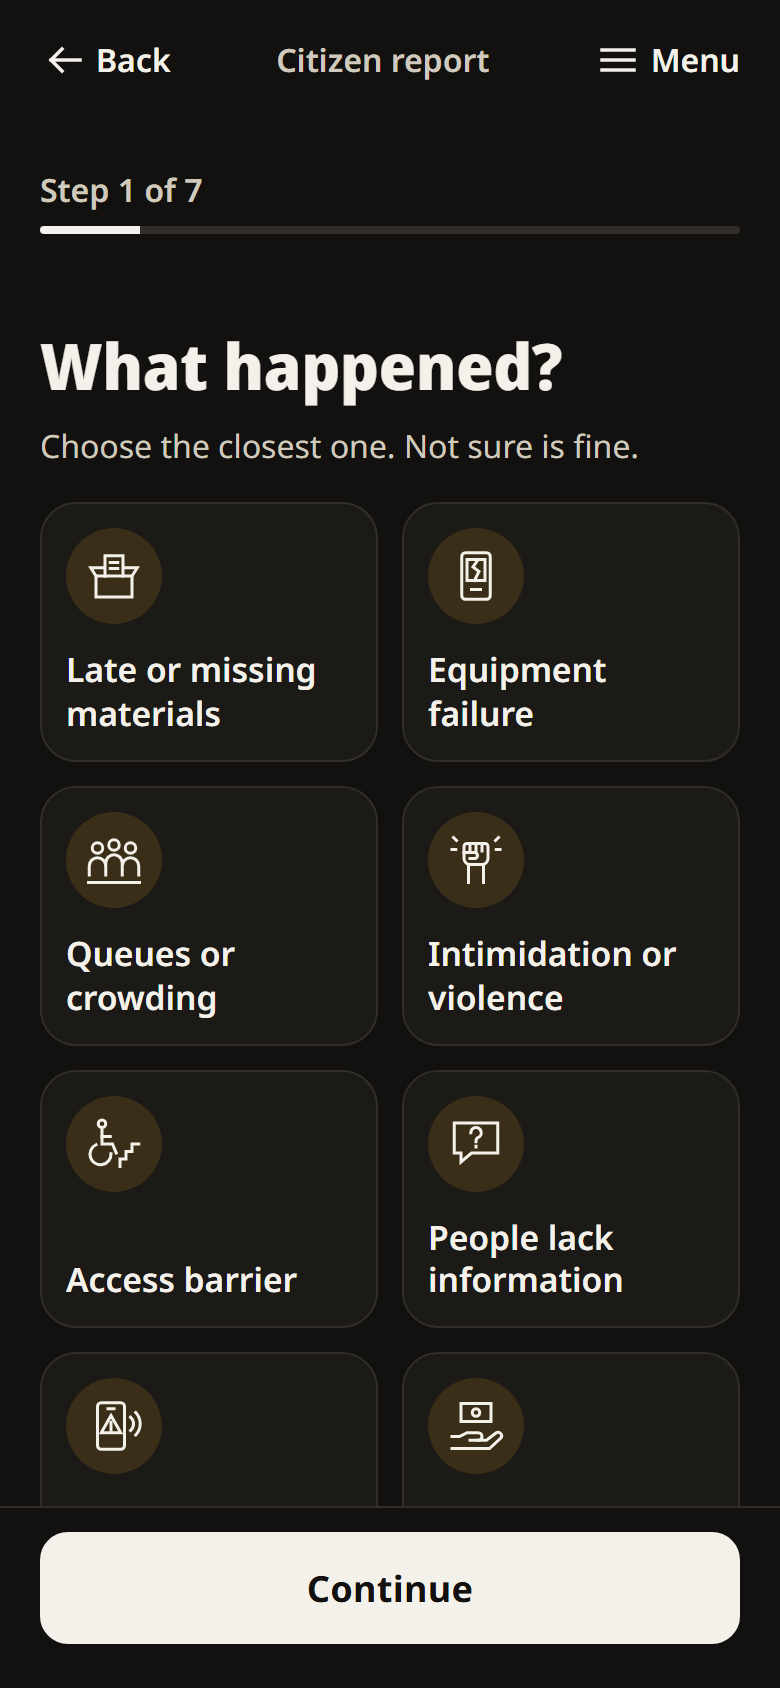 Back
Citizen report
Menu
Step 1 of 7
What happened?
Choose the closest one. Not sure is fine.
Late or missing
materials
Equipment
failure
Queues or
crowding
Intimidation or
violence
Access barrier
?
People lack
information
Continue